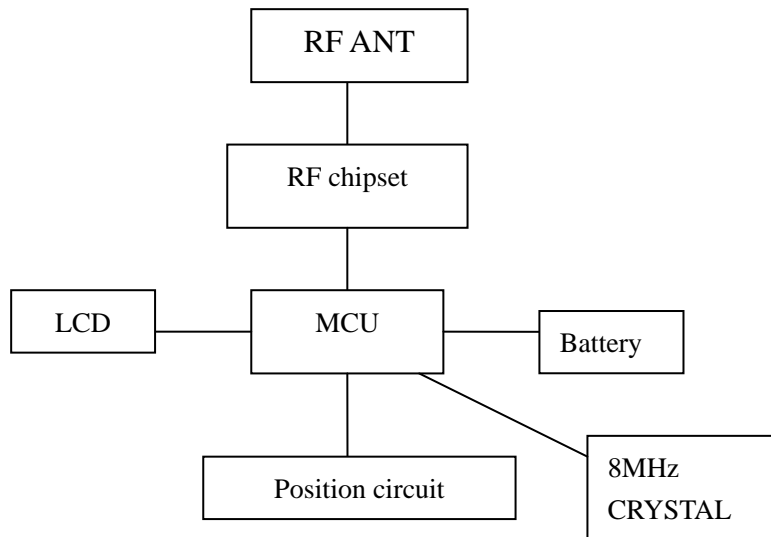 RF ANT
RF chipset
LCD
MCU
Battery
Position circuit
8MHz
CRYSTAL